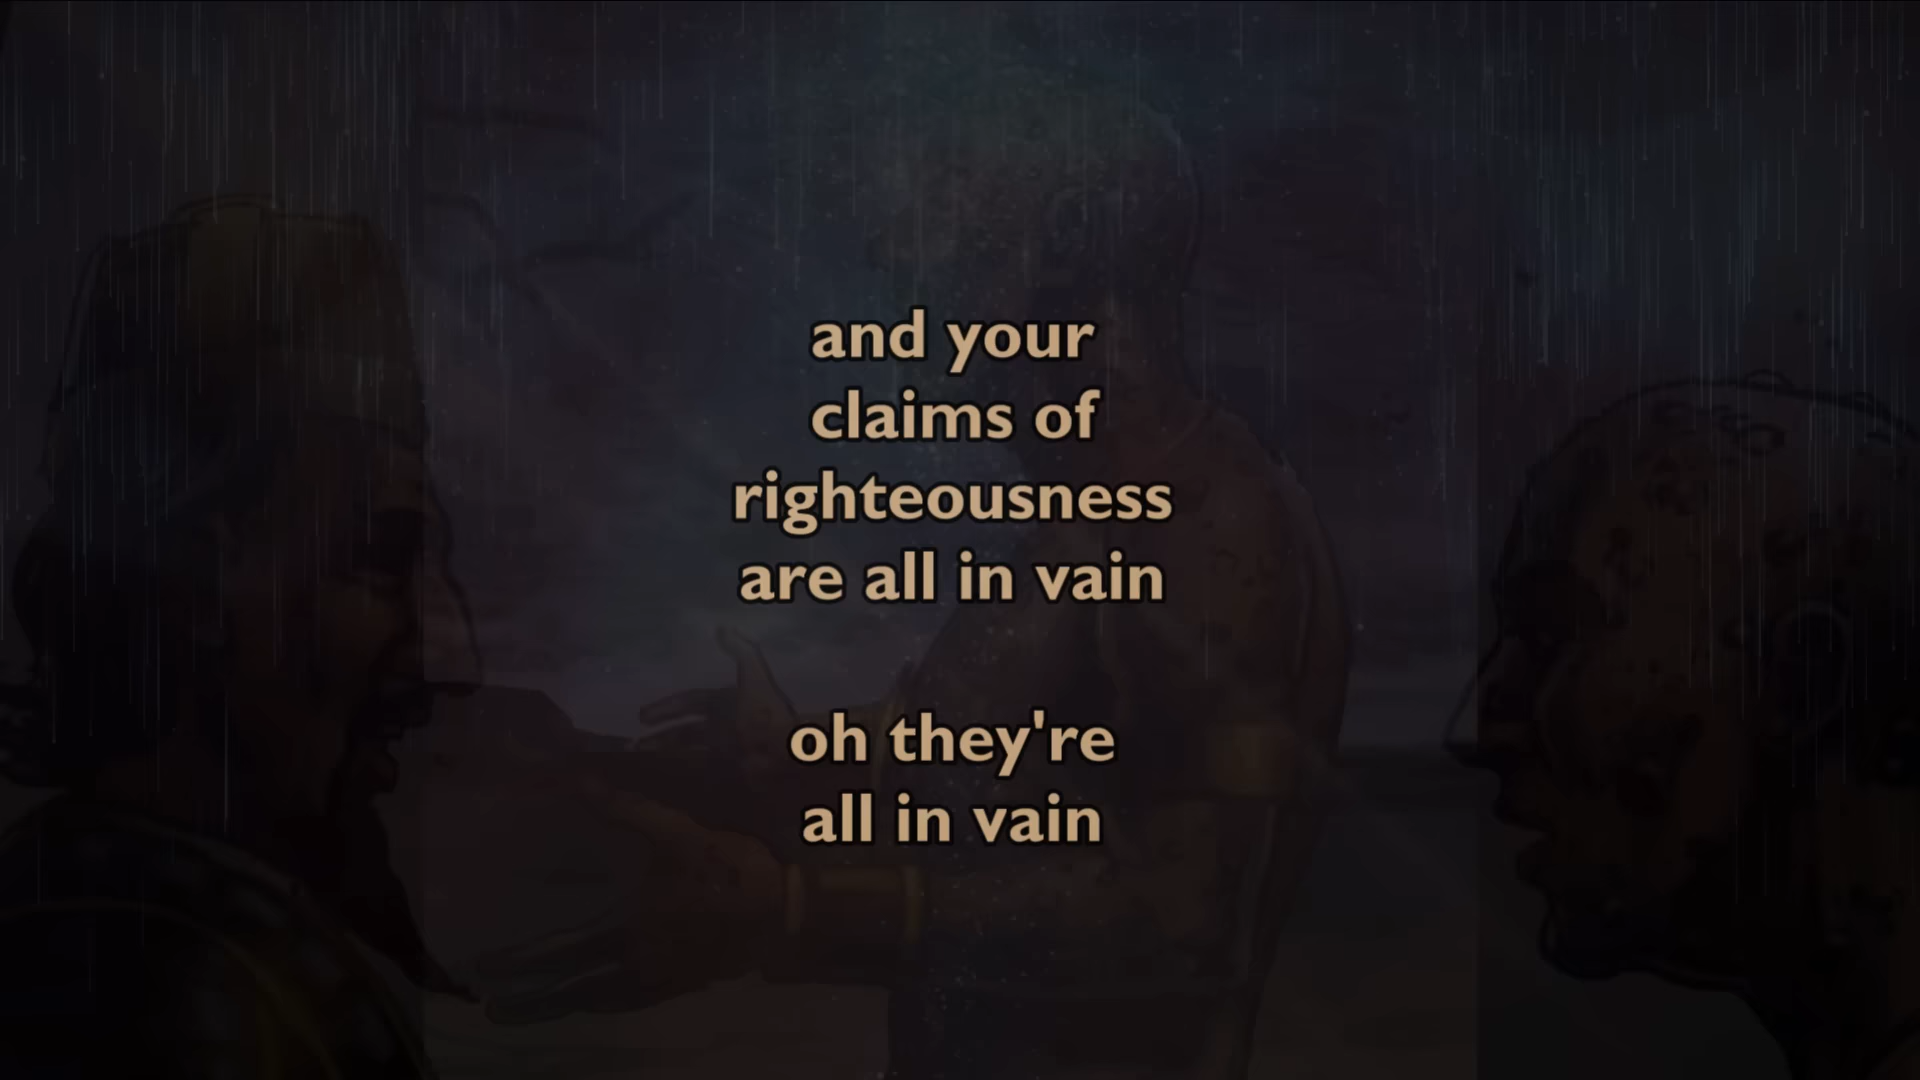 and your
claims of
righteousness
are all in vain
oh they're
all in vain